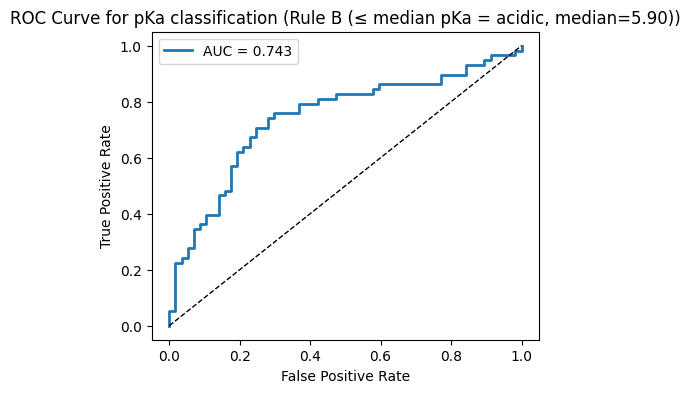 ROC Curve for pKa classification (Rule B (≤ median pKa = acidic, median=5.90))
AUC = 0.743
True Positive Rate
1.0
0.8
0.6
0.4
0.2
0.0
0.0 0.2 0.4 0.6 0.8 1.0
False Positive Rate